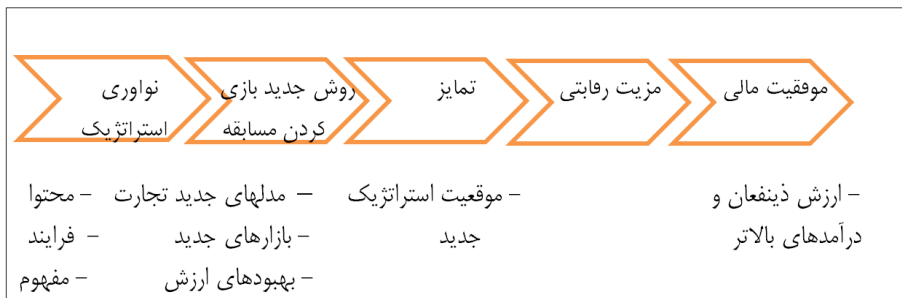 نواوری
استراتژیک
روش جدید بازی
کردن مسابقه
تمایز
مزیت رقابتی
موفقیت مالی
– محتوا
– فرایند
– مفهوم
– مدلهای جدید تجارت
– بازارهای جدید
– بهبودهای ارزش
– موقعیت استراتژیک
جدید
– ارزش ذینفعان و
درآمدهای بالاتر